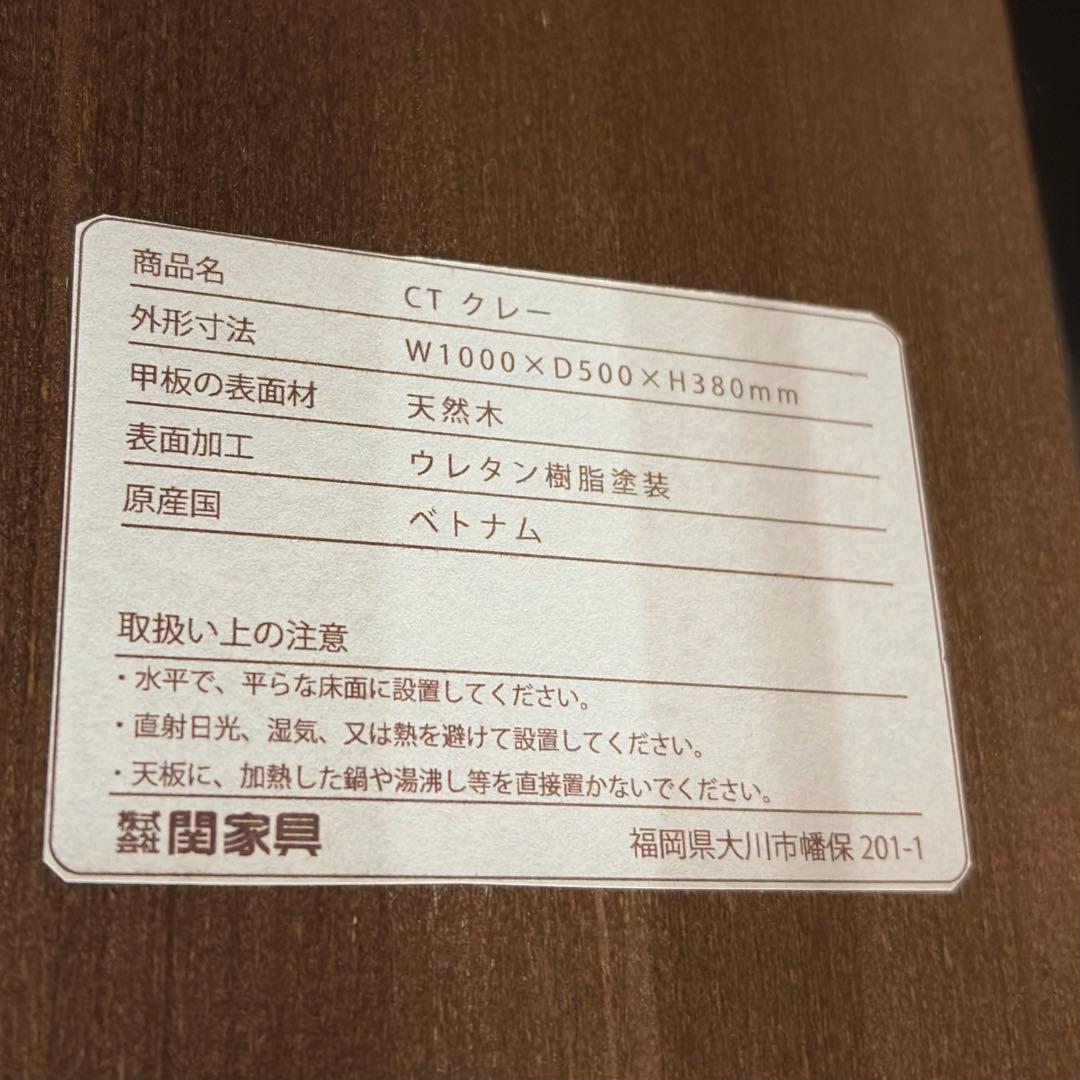 商品名 CT クレー
外形寸法 W1000×D500×H380mm
甲板の表面材 天然木
表面加工 ウレタン樹脂塗装
原産国 ベトナム
取扱い上の注意
・水平で、平らな床面に設置してください。
・直射日光、湿気、又は熱を避けて設置してください。
・天板に、加熱した鍋や湯沸し等を直接置かないでください。
株式会社 関家具 福岡県大川市幡保 201-1